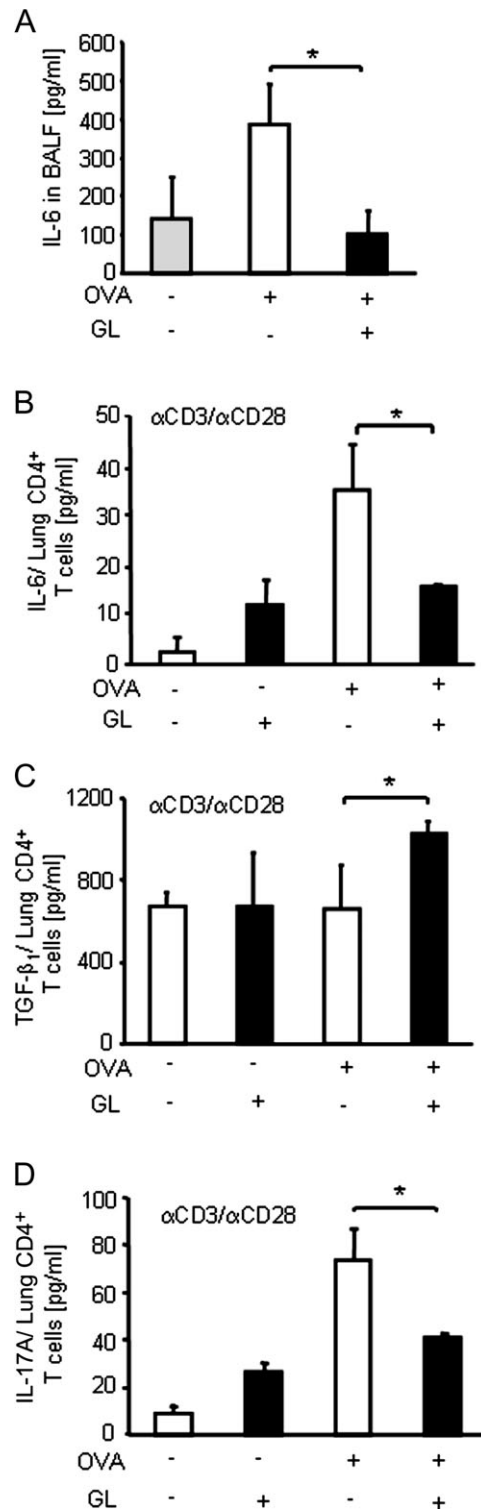 A
IL-6 in BALF [pg/ml]
600
500
400
300
200
100
0
*
OVA - + +
GL - - +
B
IL-6/ Lung CD4+
T cells [pg/ml]
50
40
30
20
10
0
αCD3/αCD28
*
OVA - - + +
GL - + - +
C
TGF-β1/ Lung CD4+
T cells [pg/ml]
1200
800
400
0
αCD3/αCD28
*
OVA - - + +
GL - + - +
D
IL-17A/ Lung CD4+
T cells [pg/ml]
100
80
60
40
20
0
αCD3/αCD28
*
OVA - - + +
GL - + - +